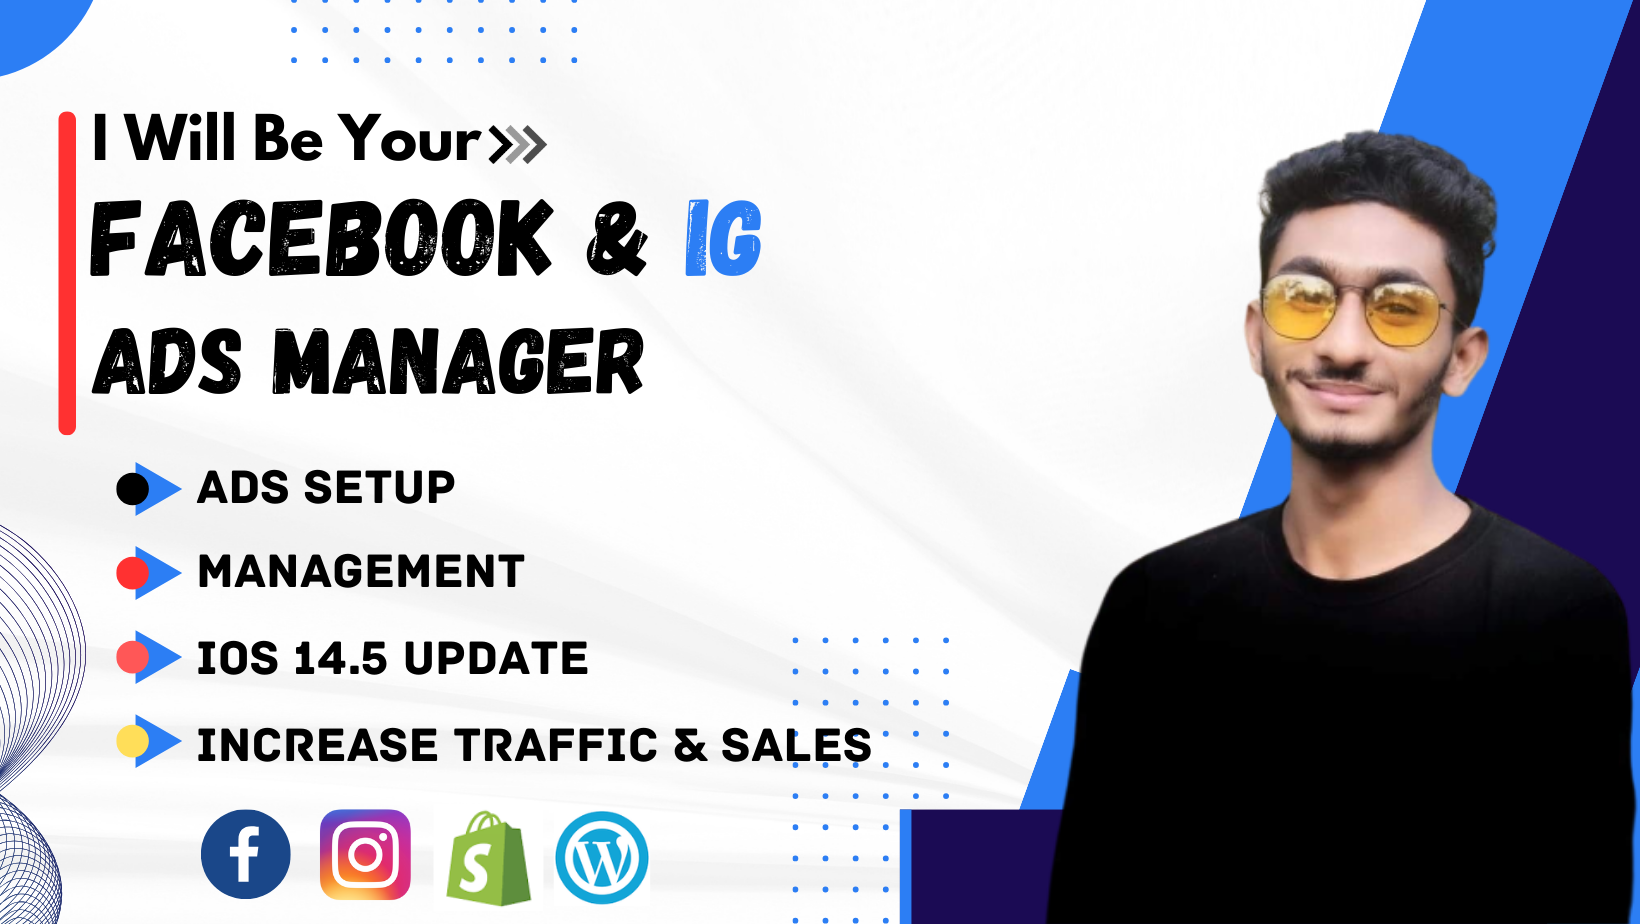 I Will Be Your
FACEBOOK & IG
ADS MANAGER
ADS SETUP
MANAGEMENT
IOS 14.5 UPDATE
INCREASE TRAFFIC & SALES